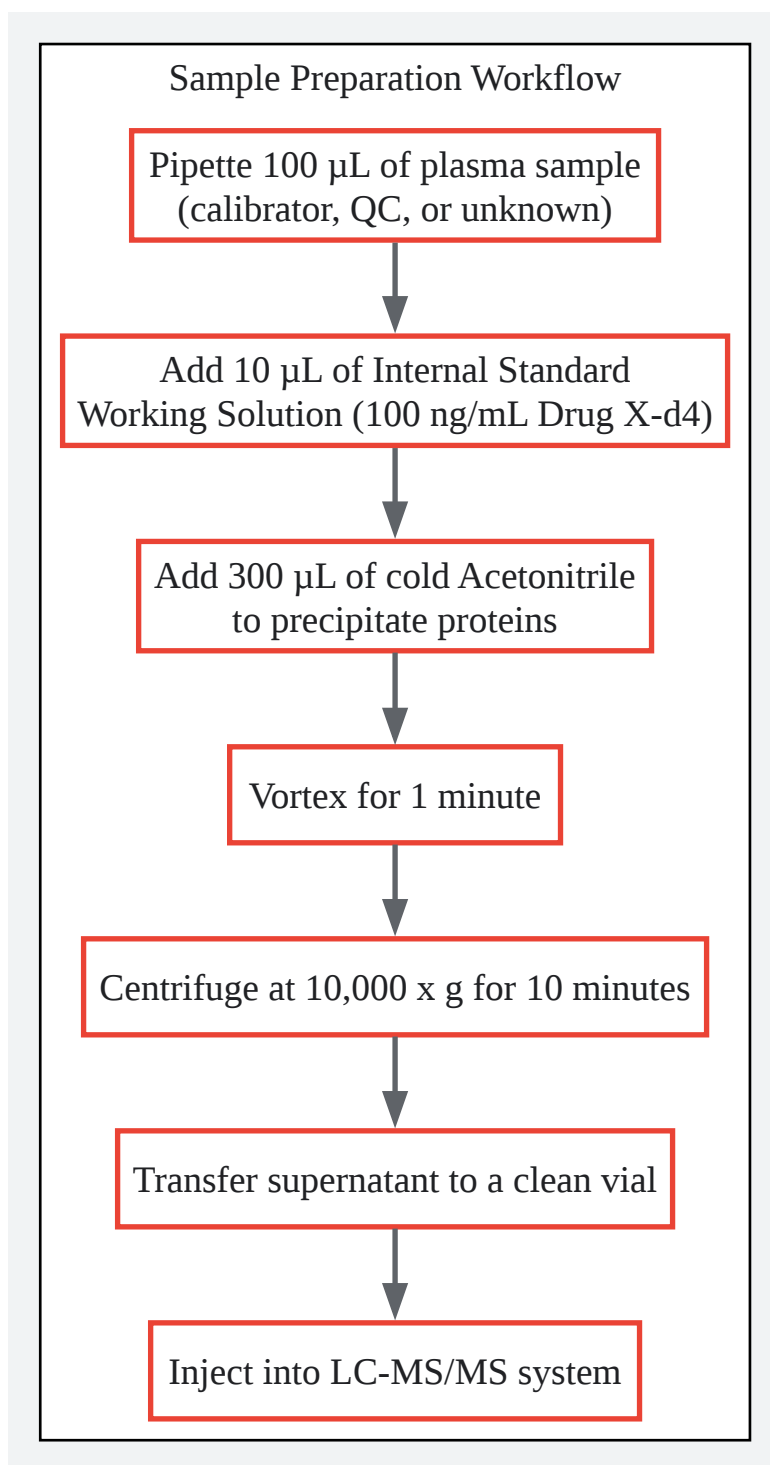 Sample Preparation Workflow
Pipette 100 µL of plasma sample
(calibrator, QC, or unknown)
Add 10 µL of Internal Standard
Working Solution (100 ng/mL Drug X-d4)
Add 300 µL of cold Acetonitrile
to precipitate proteins
Vortex for 1 minute
Centrifuge at 10,000 x g for 10 minutes
Transfer supernatant to a clean vial
Inject into LC-MS/MS system